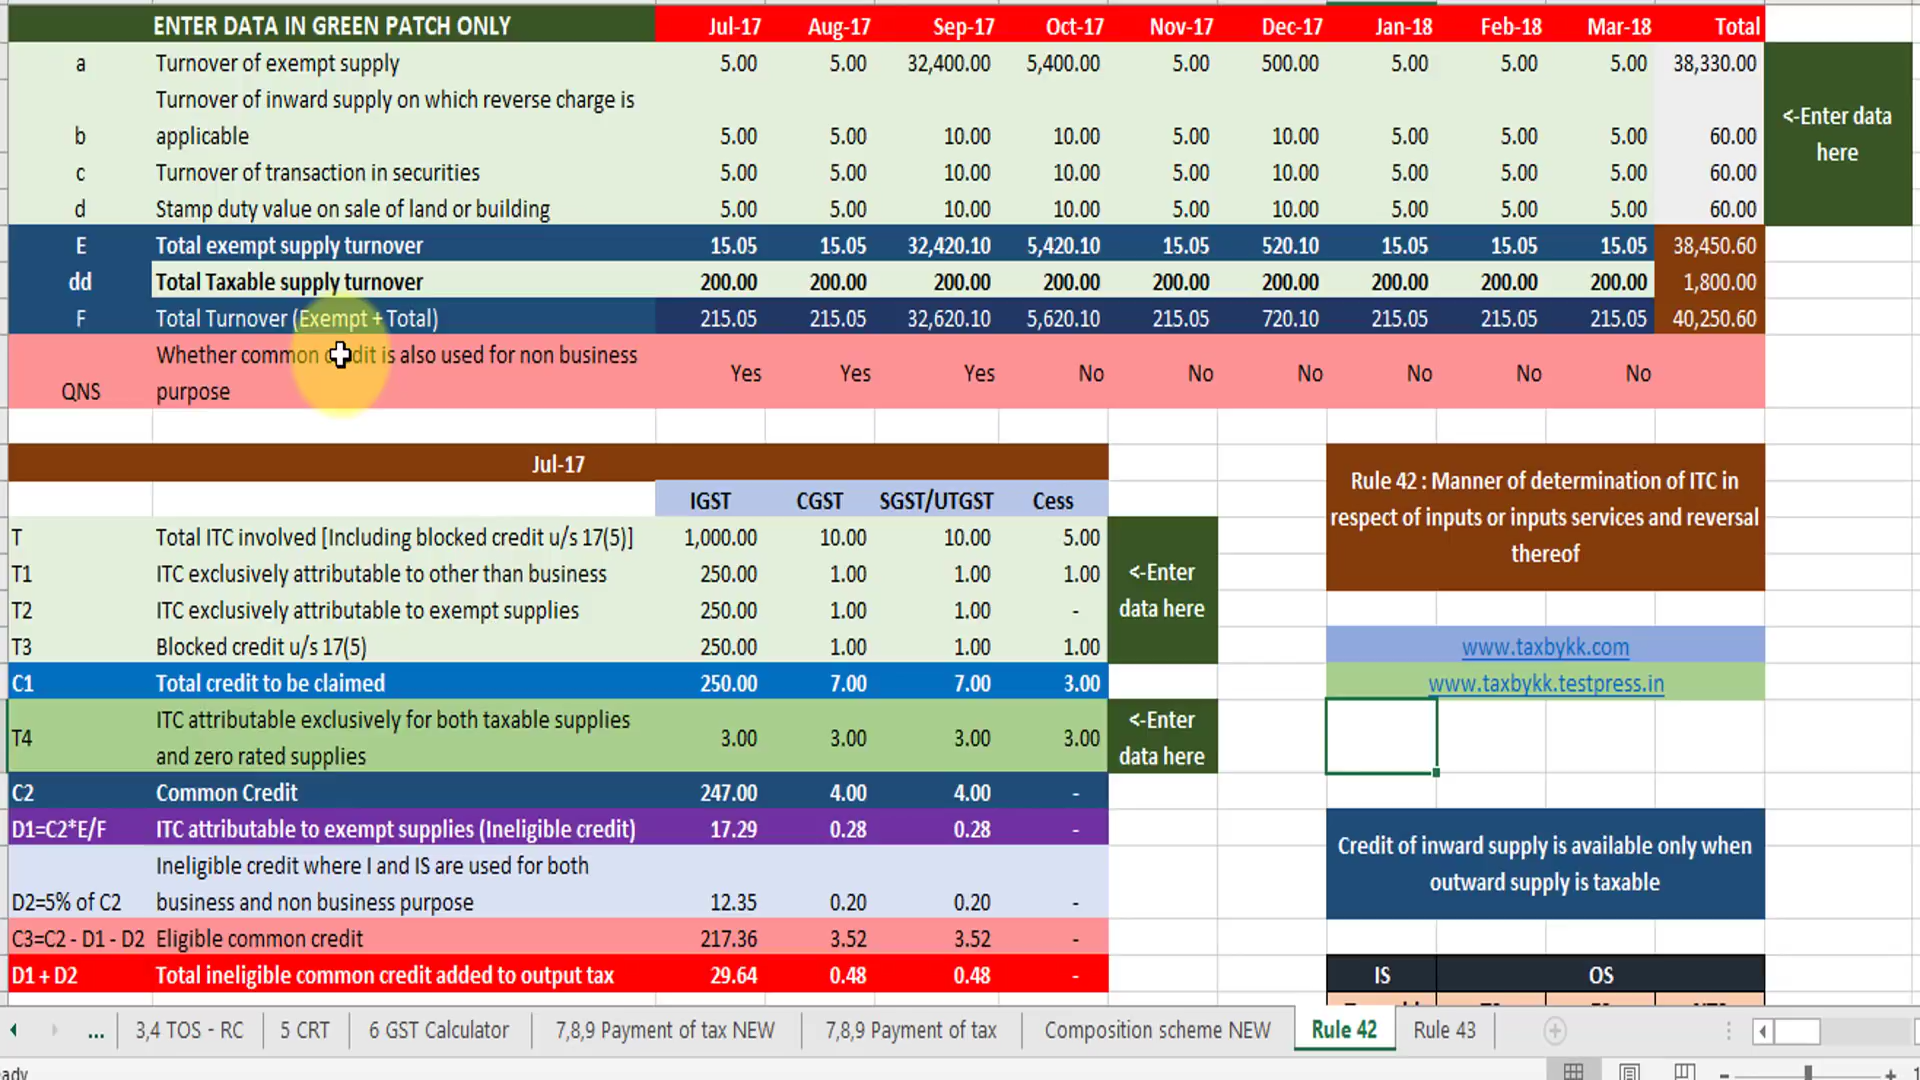 ENTER DATA IN GREEN PATCH ONLY Jul-17 Aug-17 Sep-17 Oct-17 Nov-17 Dec-17 Jan-18 Feb-18 Mar-18 Total
a Turnover of exempt supply 5.00 5.00 32,400.00 5,400.00 5.00 500.00 5.00 5.00 5.00 38,330.00
Turnover of inward supply on which reverse charge is
b applicable 5.00 5.00 10.00 10.00 5.00 10.00 5.00 5.00 5.00 60.00
<-Enter data
here
c Turnover of transaction in securities 5.00 5.00 10.00 10.00 5.00 10.00 5.00 5.00 5.00 60.00
d Stamp duty value on sale of land or building 5.00 5.00 10.00 10.00 5.00 10.00 5.00 5.00 5.00 60.00
E Total exempt supply turnover 15.05 15.05 32,420.10 5,420.10 15.05 520.10 15.05 15.05 15.05 38,450.60
dd Total Taxable supply turnover 200.00 200.00 200.00 200.00 200.00 200.00 200.00 200.00 200.00 1,800.00
F Total Turnover (Exempt + Total) 215.05 215.05 32,620.10 5,620.10 215.05 720.10 215.05 215.05 215.05 40,250.60
Whether common credit is also used for non business
QNS purpose Yes Yes Yes No No No No No No
Jul-17
IGST CGST SGST/UTGST Cess
T Total ITC involved [Including blocked credit u/s 17(5)] 1,000.00 10.00 10.00 5.00
T1 ITC exclusively attributable to other than business 250.00 1.00 1.00 1.00
T2 ITC exclusively attributable to exempt supplies 250.00 1.00 1.00 -
T3 Blocked credit u/s 17(5) 250.00 1.00 1.00 1.00
<-Enter
data here
C1 Total credit to be claimed 250.00 7.00 7.00 3.00
ITC attributable exclusively for both taxable supplies
T4 and zero rated supplies 3.00 3.00 3.00 3.00
<-Enter
data here
C2 Common Credit 247.00 4.00 4.00 -
D1=C2*E/F ITC attributable to exempt supplies (Ineligible credit) 17.29 0.28 0.28 -
Ineligible credit where I and IS are used for both
D2=5% of C2 business and non business purpose 12.35 0.20 0.20 -
C3=C2 - D1 - D2 Eligible common credit 217.36 3.52 3.52 -
D1 + D2 Total ineligible common credit added to output tax 29.64 0.48 0.48 -
Rule 42 : Manner of determination of ITC in
respect of inputs or inputs services and reversal
thereof
www.taxbykk.com
www.taxbykk.testpress.in
Credit of inward supply is available only when
outward supply is taxable
IS OS
... 3,4 TOS - RC 5 CRT 6 GST Calculator 7,8,9 Payment of tax NEW 7,8,9 Payment of tax Composition scheme NEW Rule 42 Rule 43